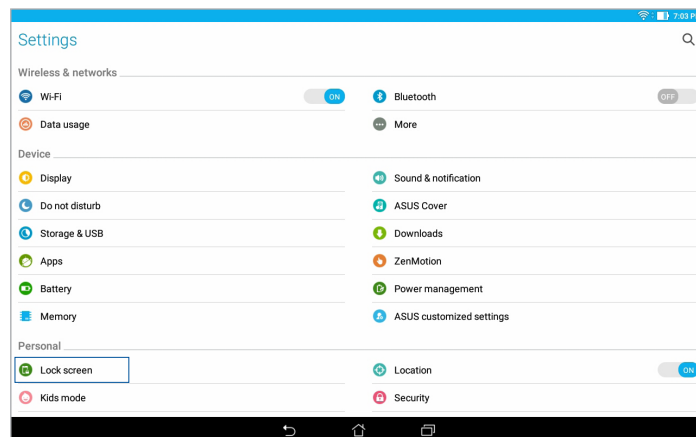 7:03 P
Settings
Wireless & networks
Wi-Fi ON Bluetooth OFF
Data usage More
Device
Display Sound & notification
Do not disturb ASUS Cover
Storage & USB Downloads
Apps ZenMotion
Battery Power management
Memory ASUS customized settings
Personal
Lock screen Location ON
Kids mode Security